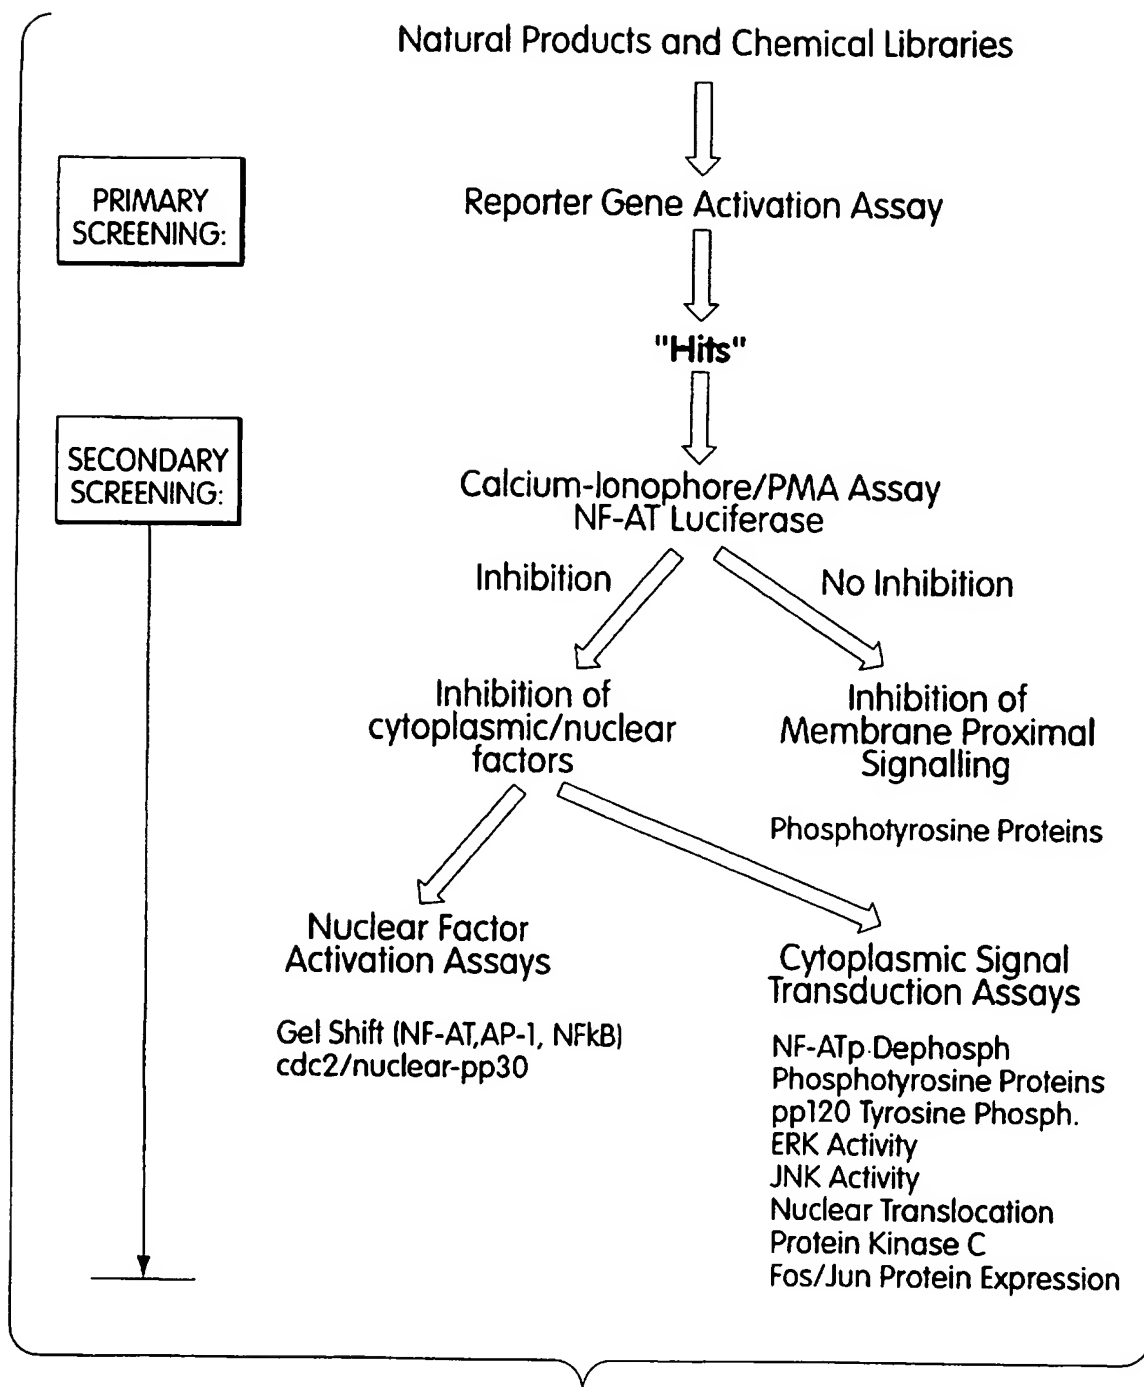 Natural Products and Chemical Libraries
PRIMARY
SCREENING:
Reporter Gene Activation Assay
"Hits"
SECONDARY
SCREENING:
Calcium-Ionophore/PMA Assay
NF-AT Luciferase
Inhibition
No Inhibition
Inhibition of
cytoplasmic/nuclear
factors
Inhibition of
Membrane Proximal
Signalling
Phosphotyrosine Proteins
Nuclear Factor
Activation Assays
Gel Shift (NF-AT,AP-1, NFkB)
cdc2/nuclear-pp30
Cytoplasmic Signal
Transduction Assays
NF-ATp Dephosph
Phosphotyrosine Proteins
pp120 Tyrosine Phosph.
ERK Activity
JNK Activity
Nuclear Translocation
Protein Kinase C
Fos/Jun Protein Expression